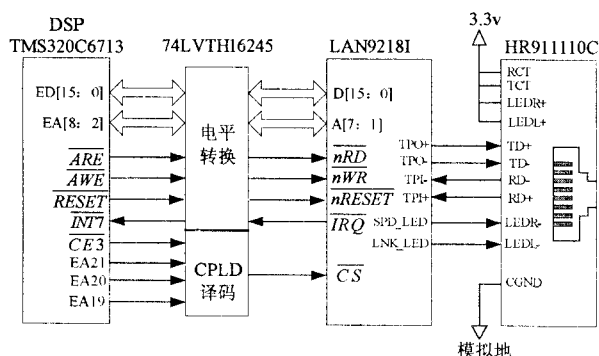 DSP
TMS320C6713
74LVTH16245
LAN9218I
3.3v
HR911110C
ED[15: 0]
EA[8: 2]
ARE
AWE
RESET
INT7
CE3
EA21
EA20
EA19
电平
转换
CPLD
译码
D[15: 0]
A[7: 1]
nRD
nWR
nRESET
IRQ
CS
TPO+
TPO-
TPI-
TPI+
SPD_LED
LNK_LED
RCT
TCT
LEDR+
LEDL+
TD+
TD-
RD-
RD+
LEDR-
LEDL-
CGND
模拟地